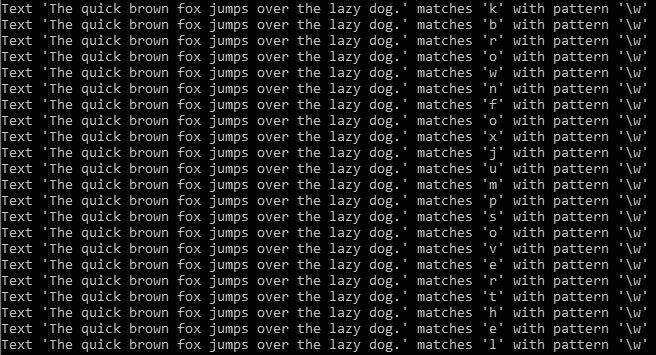 Text 'The quick brown fox jumps over the lazy dog.' matches 'k' with pattern '\w'
Text 'The quick brown fox jumps over the lazy dog.' matches 'b' with pattern '\w'
Text 'The quick brown fox jumps over the lazy dog.' matches 'r' with pattern '\w'
Text 'The quick brown fox jumps over the lazy dog.' matches 'o' with pattern '\w'
Text 'The quick brown fox jumps over the lazy dog.' matches 'w' with pattern '\w'
Text 'The quick brown fox jumps over the lazy dog.' matches 'n' with pattern '\w'
Text 'The quick brown fox jumps over the lazy dog.' matches 'f' with pattern '\w'
Text 'The quick brown fox jumps over the lazy dog.' matches 'o' with pattern '\w'
Text 'The quick brown fox jumps over the lazy dog.' matches 'x' with pattern '\w'
Text 'The quick brown fox jumps over the lazy dog.' matches 'j' with pattern '\w'
Text 'The quick brown fox jumps over the lazy dog.' matches 'u' with pattern '\w'
Text 'The quick brown fox jumps over the lazy dog.' matches 'm' with pattern '\w'
Text 'The quick brown fox jumps over the lazy dog.' matches 'p' with pattern '\w'
Text 'The quick brown fox jumps over the lazy dog.' matches 's' with pattern '\w'
Text 'The quick brown fox jumps over the lazy dog.' matches 'o' with pattern '\w'
Text 'The quick brown fox jumps over the lazy dog.' matches 'v' with pattern '\w'
Text 'The quick brown fox jumps over the lazy dog.' matches 'e' with pattern '\w'
Text 'The quick brown fox jumps over the lazy dog.' matches 'r' with pattern '\w'
Text 'The quick brown fox jumps over the lazy dog.' matches 't' with pattern '\w'
Text 'The quick brown fox jumps over the lazy dog.' matches 'h' with pattern '\w'
Text 'The quick brown fox jumps over the lazy dog.' matches 'e' with pattern '\w'
Text 'The quick brown fox jumps over the lazy dog.' matches 'l' with pattern '\w'